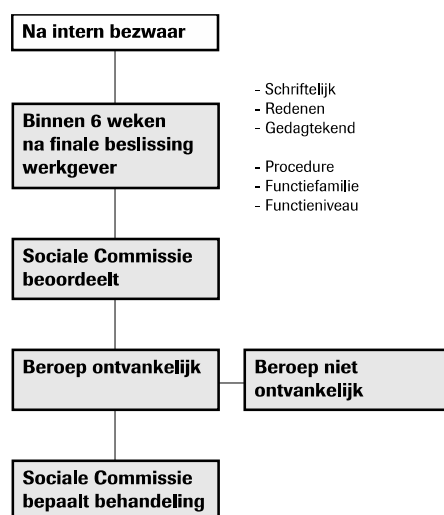 Na intern bezwaar
Binnen 6 weken
na finale beslissing
werkgever
- Schriftelijk
- Redenen
- Gedagtekend
- Procedure
- Functiefamilie
- Functieniveau
Sociale Commissie
beoordeelt
Beroep ontvankelijk
Beroep niet
ontvankelijk
Sociale Commissie
bepaalt behandeling